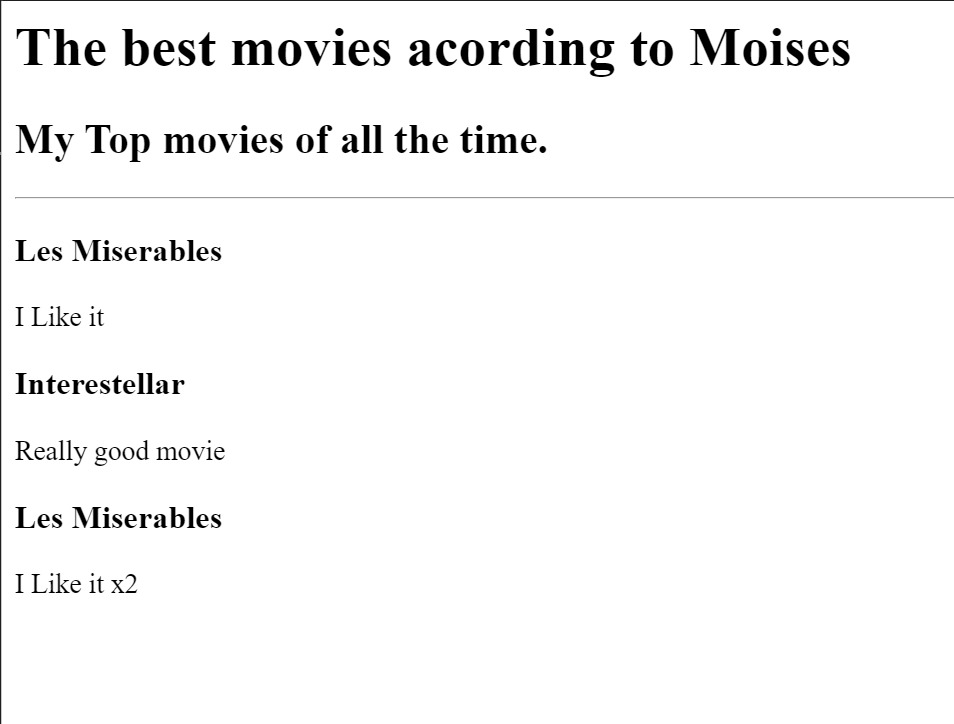 The best movies acording to Moises
My Top movies of all the time.
Les Miserables
I Like it
Interestellar
Really good movie
Les Miserables
I Like it x2